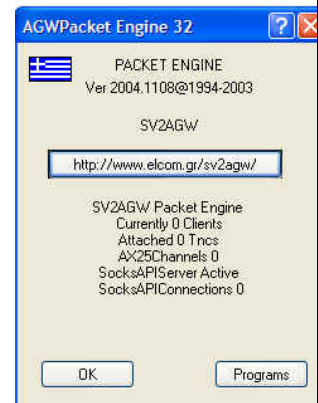 AGWPacket Engine 32
PACKET ENGINE
Ver 2004.1108@1994-2003
SV2AGW
http://www.elcom.gr/sv2agw/
SV2AGW Packet Engine
Currently 0 Clients
Attached 0 Tncs
AX25Channels 0
SocksAPIServer Active
SocksAPIConnections 0
OK
Programs